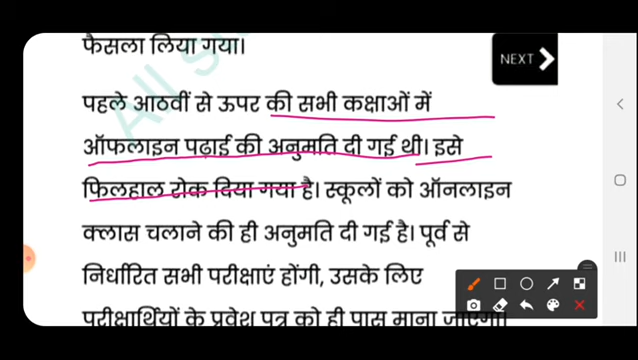 फैसला लिया गया।
NEXT
पहले आठवीं से ऊपर की सभी कक्षाओं में
ऑफलाइन पढ़ाई की अनुमति दी गई थी। इसे
फिलहाल रोक दिया गया है। स्कूलों को ऑनलाइन
क्लास चलाने की ही अनुमति दी गई है। पूर्व से
निर्धारित सभी परीक्षाएं होंगी, उसके लिए
परीक्षार्थियों के प्रवेश पत्र को ही पास माना जाएगा।